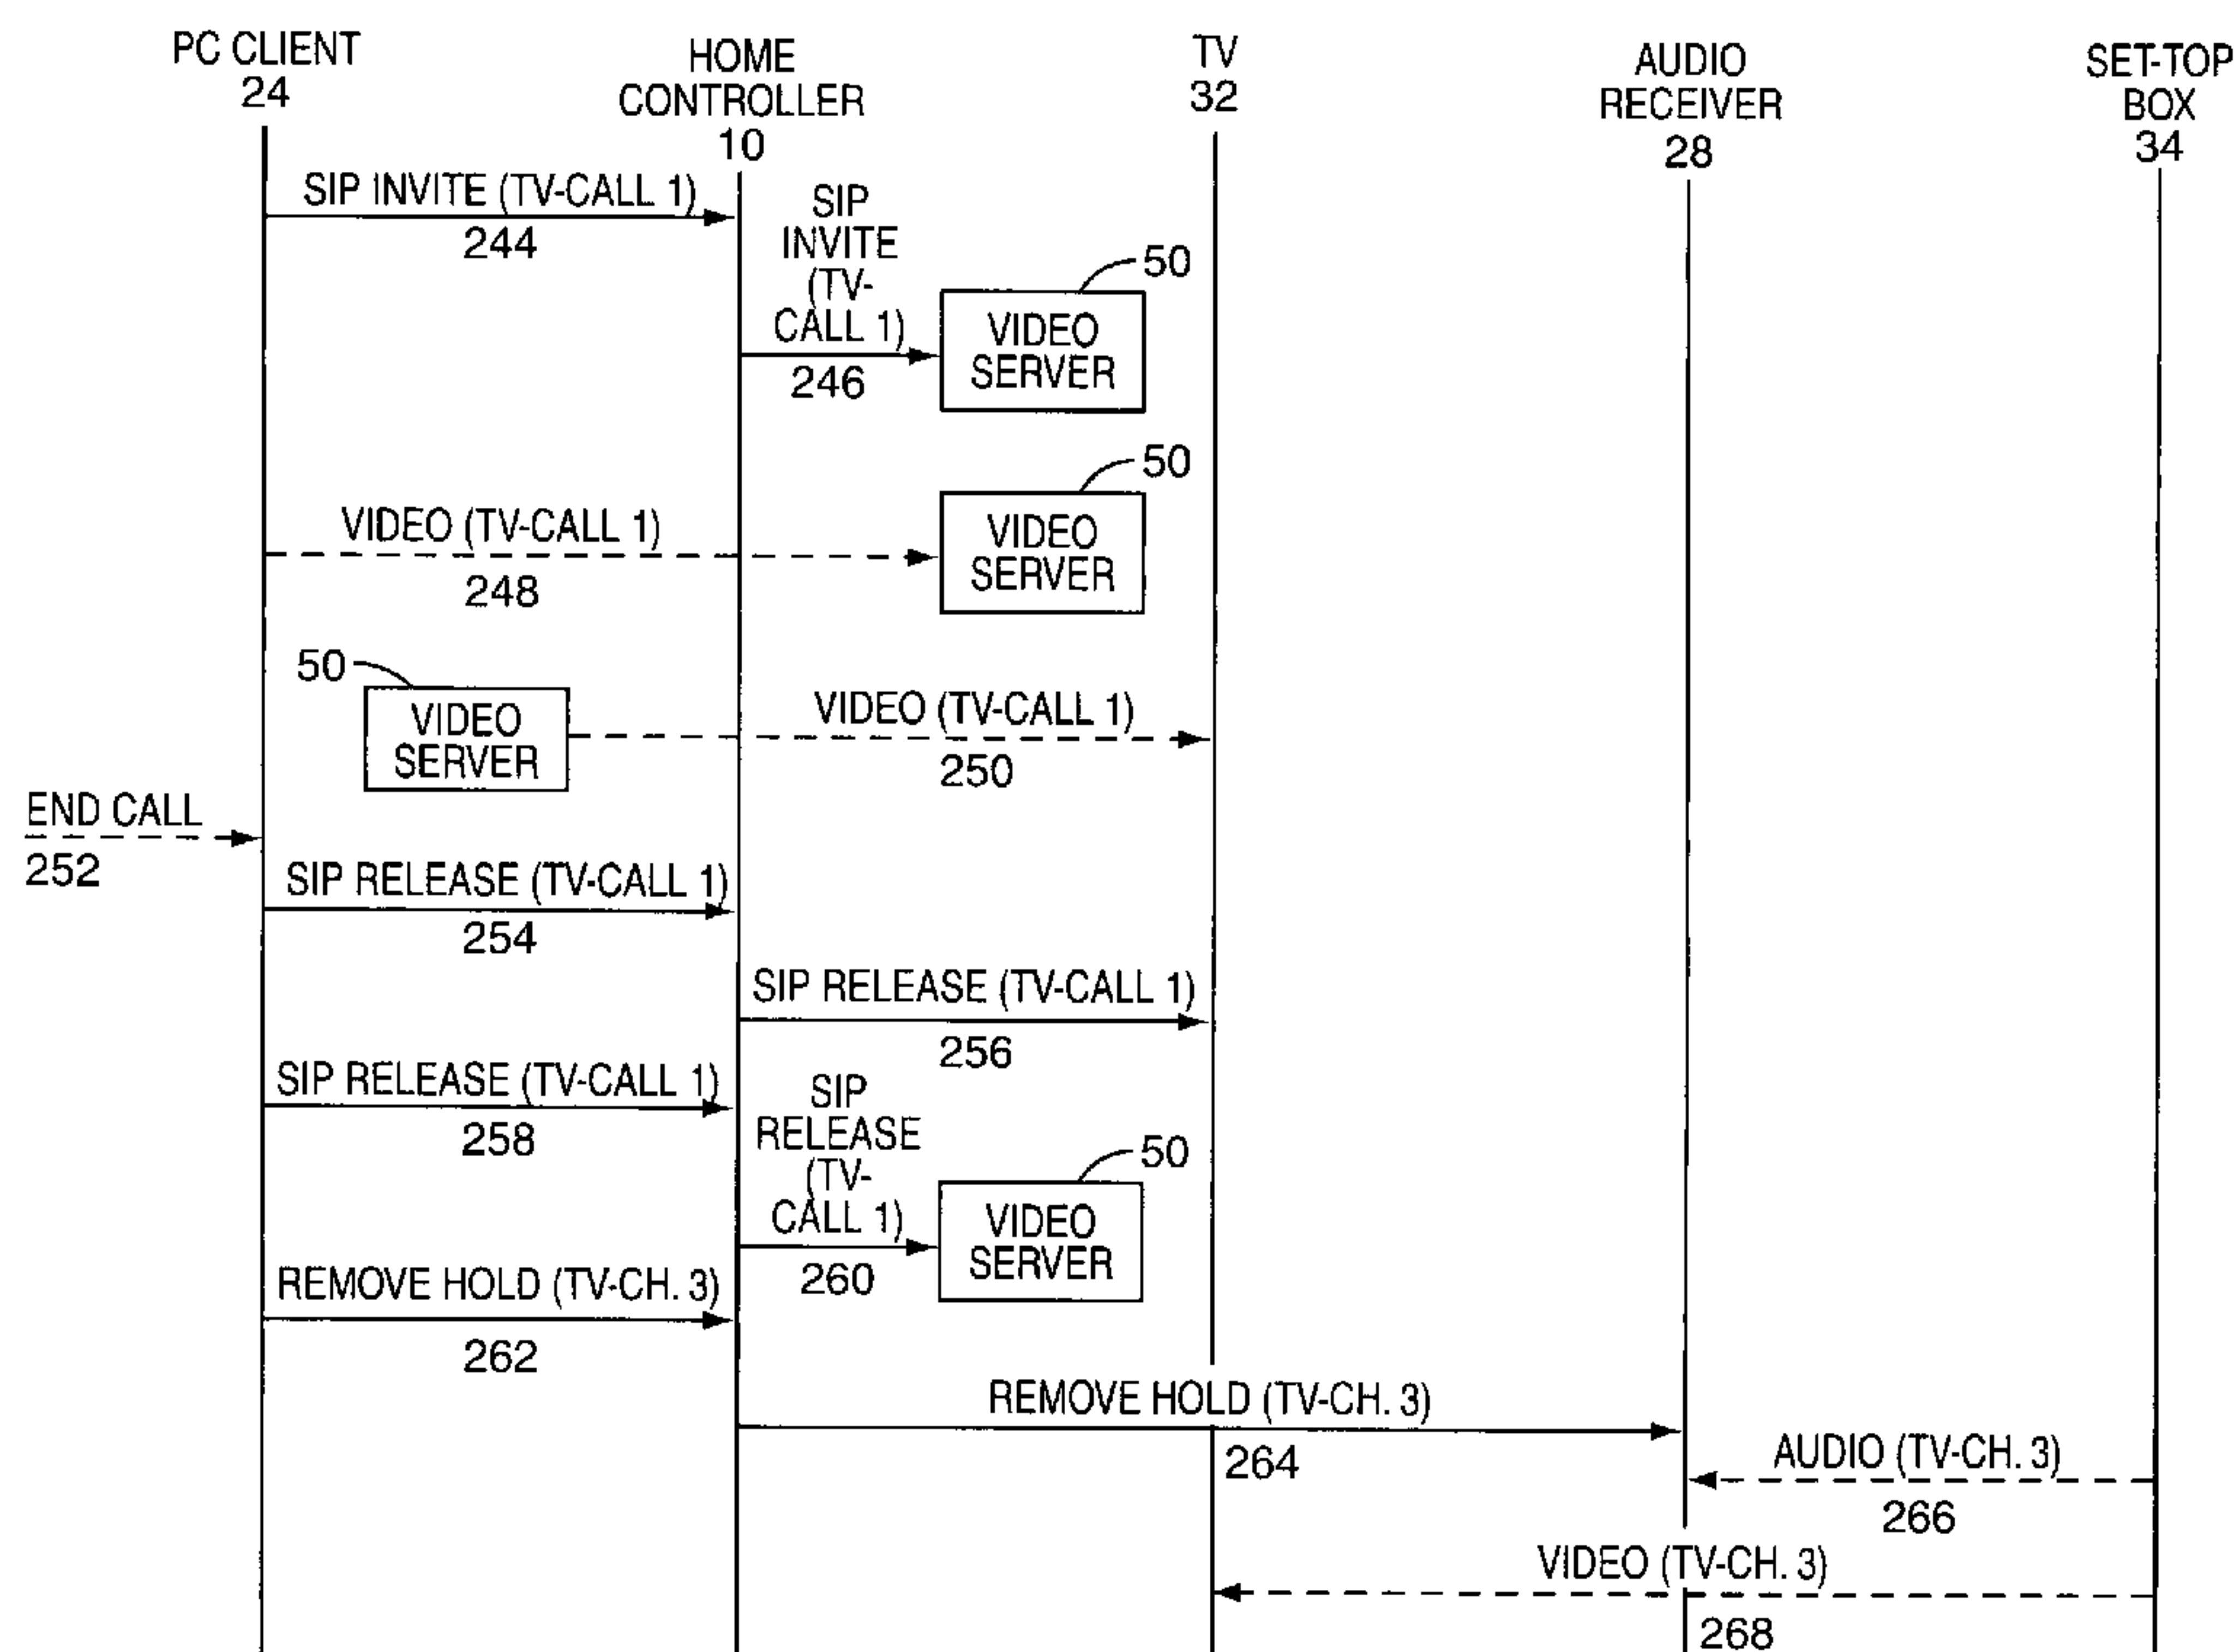 PC CLIENT
24
HOME
CONTROLLER
10
TV
32
AUDIO
RECEIVER
28
SET-TOP
BOX
34
SIP INVITE (TV-CALL 1)
244
SIP
INVITE
(TV-
CALL 1)
246
50
VIDEO
SERVER
VIDEO (TV-CALL 1)
248
50
VIDEO
SERVER
50
VIDEO
SERVER
VIDEO (TV-CALL 1)
250
END CALL
252
SIP RELEASE (TV-CALL 1)
254
SIP RELEASE (TV-CALL 1)
256
SIP RELEASE (TV-CALL 1)
258
SIP
RELEASE
(TV-
CALL 1)
260
50
VIDEO
SERVER
REMOVE HOLD (TV-CH. 3)
262
REMOVE HOLD (TV-CH. 3)
264
AUDIO (TV-CH. 3)
266
VIDEO (TV-CH. 3)
268